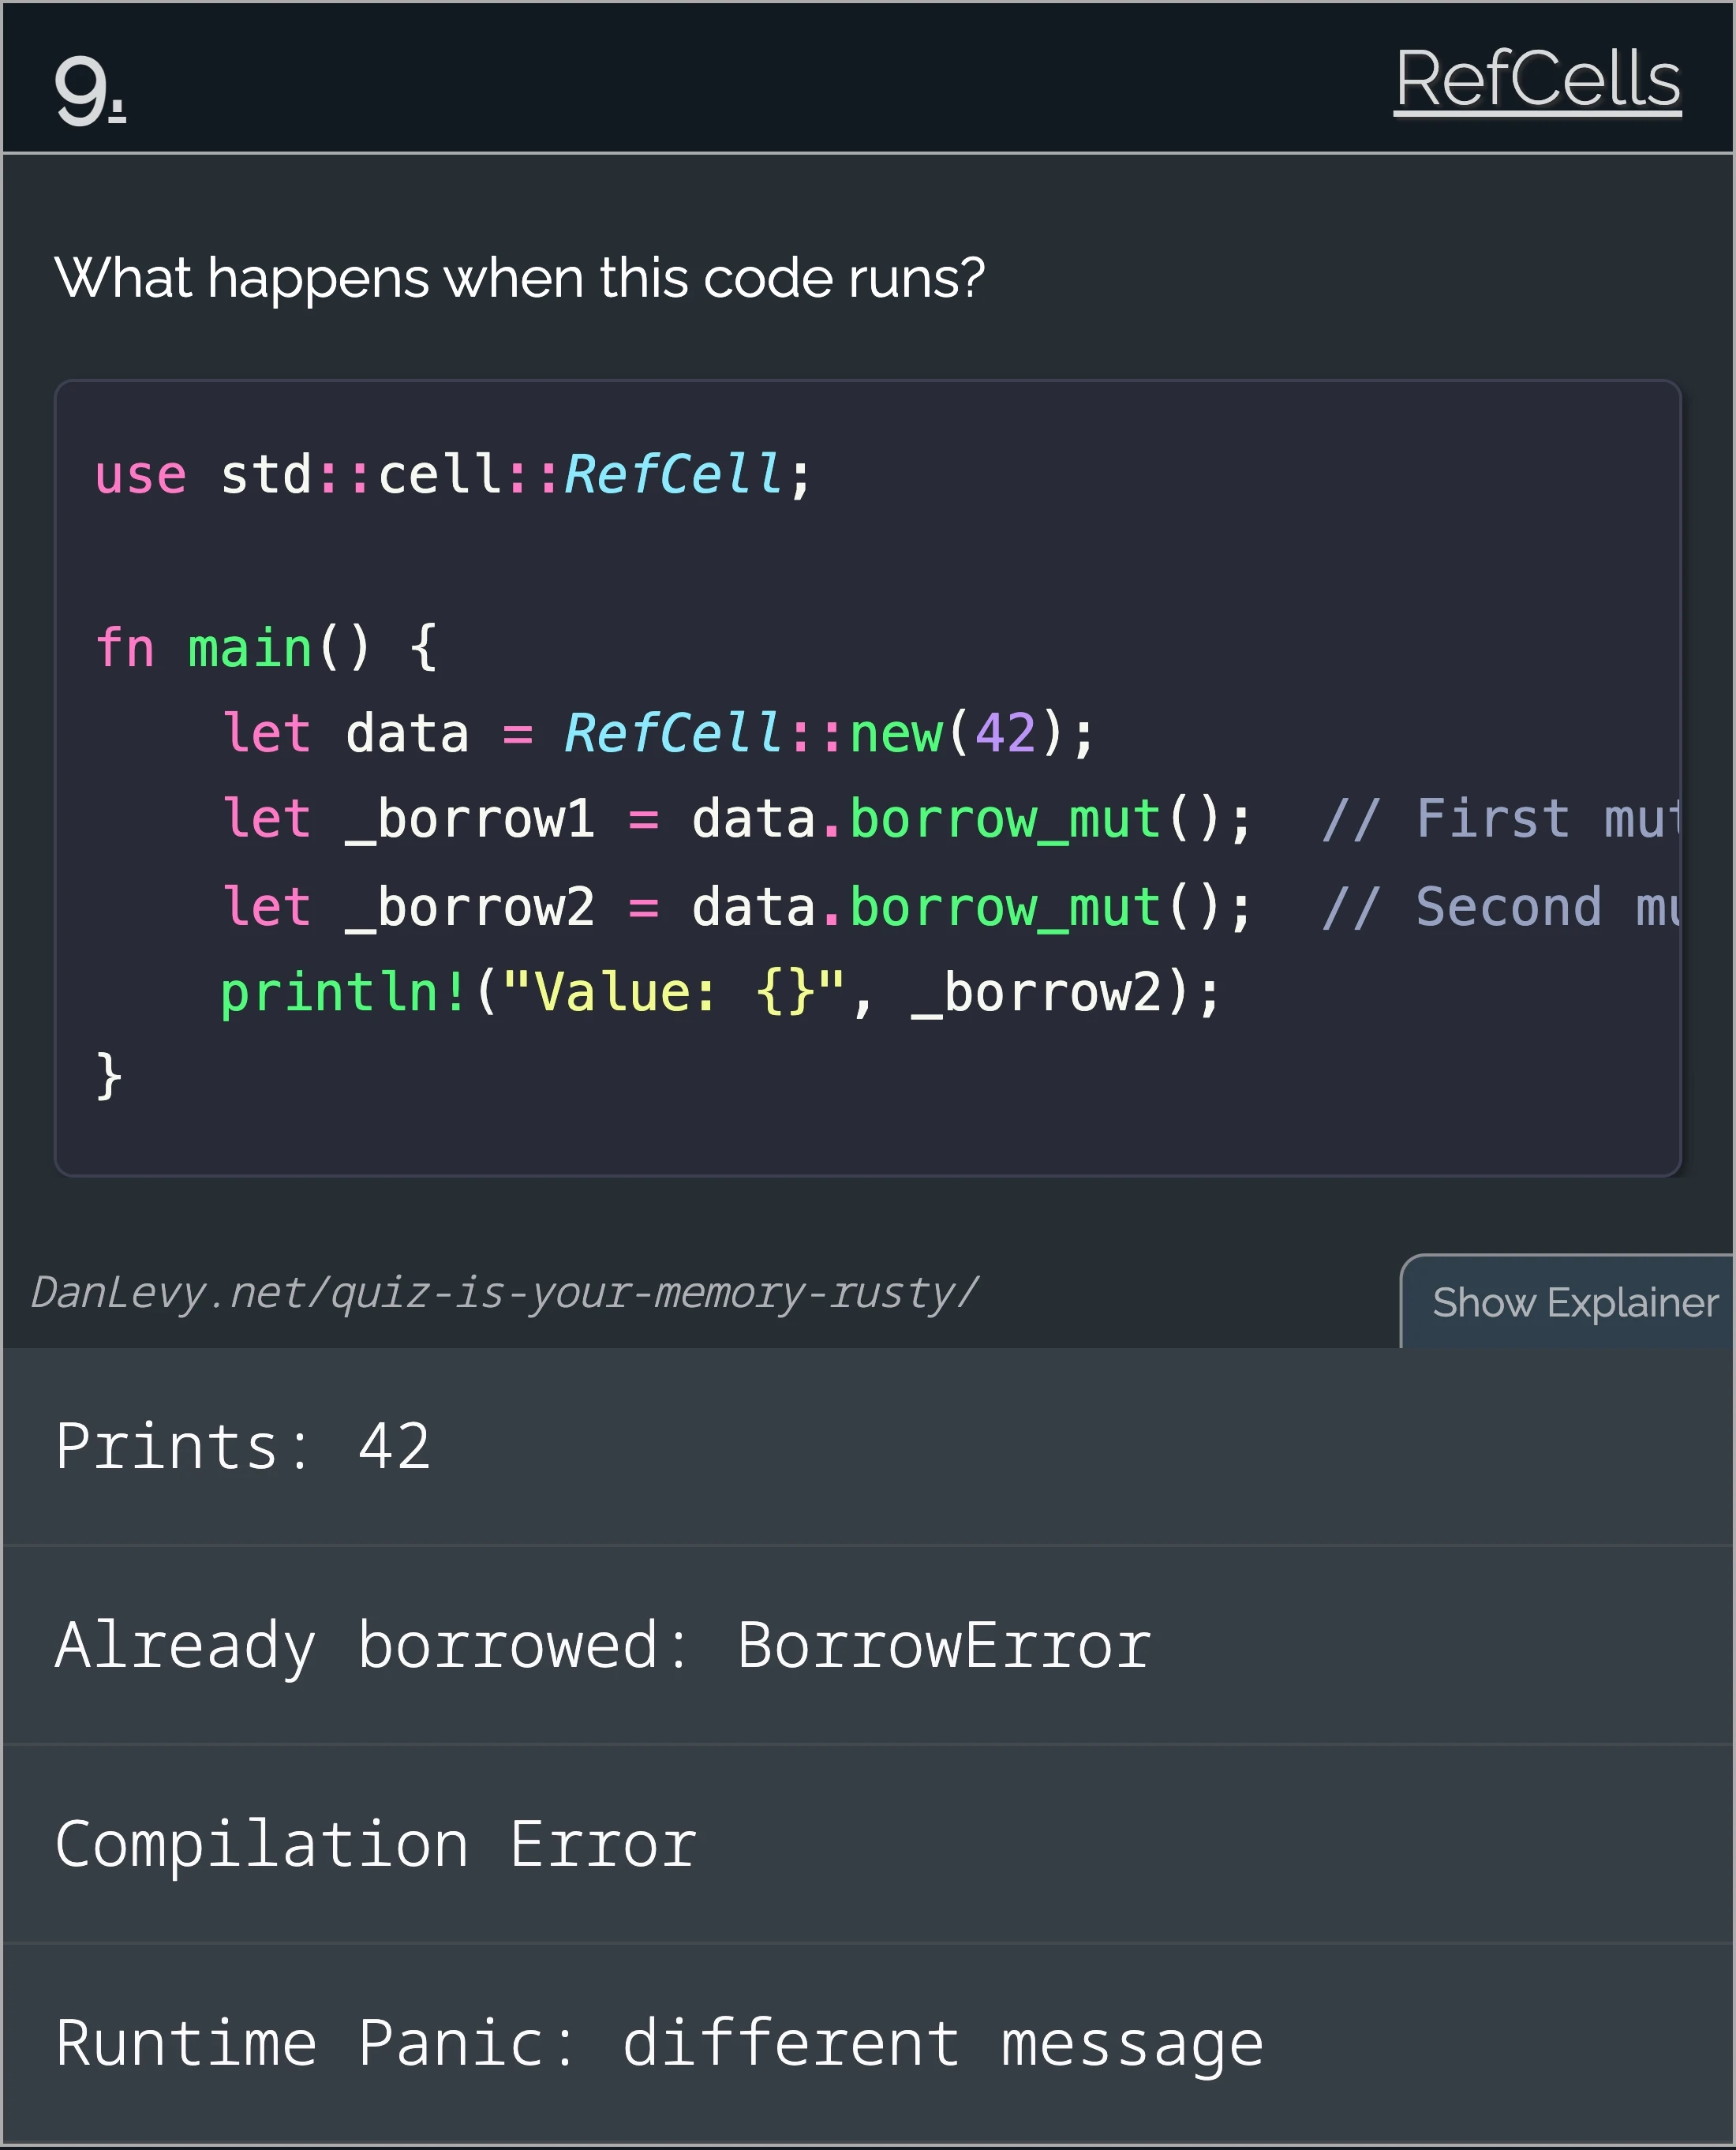 9.
RefCells
What happens when this code runs?
use std::cell::RefCell;
fn main() {
    let data = RefCell::new(42);
    let _borrow1 = data.borrow_mut();  // First mut
    let _borrow2 = data.borrow_mut();  // Second mu
    println!("Value: {}", _borrow2);
}
DanLevy.net/quiz-is-your-memory-rusty/
Show Explainer
Prints: 42
Already borrowed: BorrowError
Compilation Error
Runtime Panic: different message